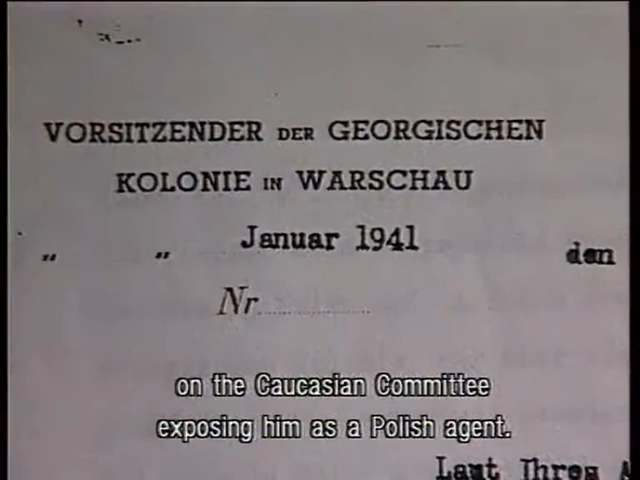 VORSITZENDER DER GEORGISCHEN
KOLONIE IN WARSCHAU
" " Januar 1941
den
Nr
on the Caucasian Committee
exposing him as a Polish agent.
Laut Ihres